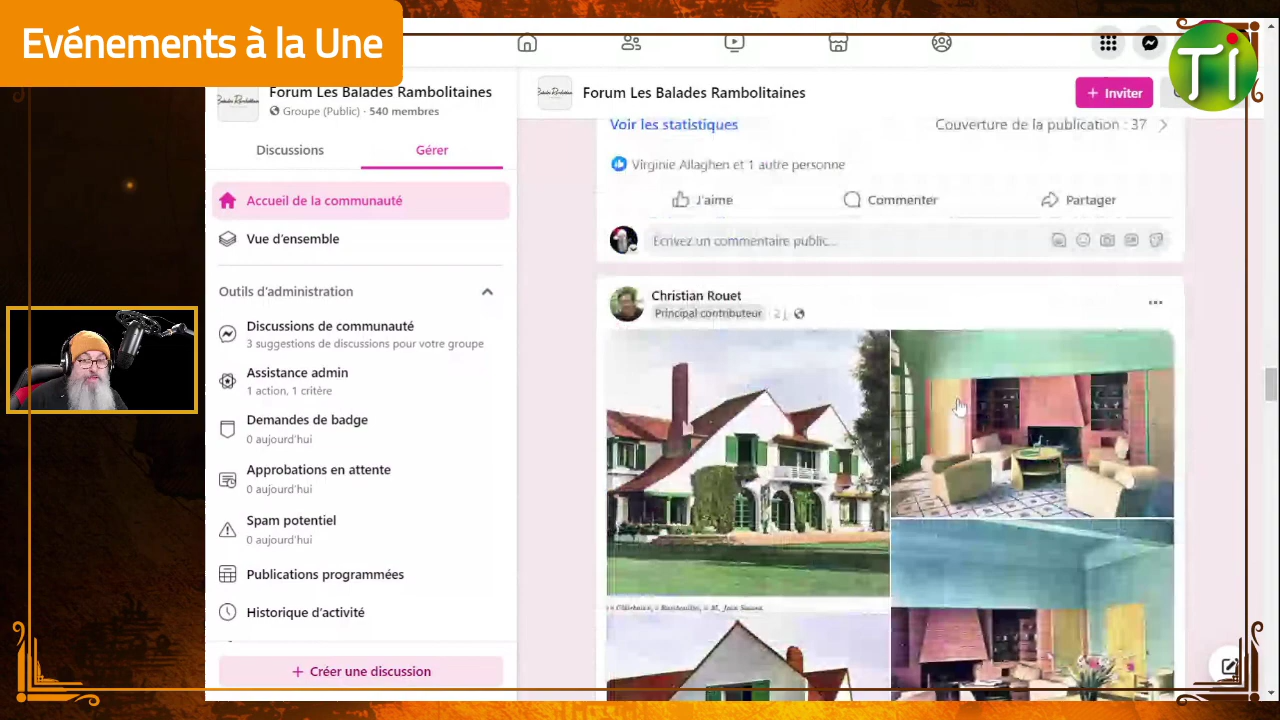 Evénements à la Une
Ti
Forum Les Balades Rambolitaines
Groupe (Public) · 540 membres
Discussions
Gérer
Accueil de la communauté
Vue d'ensemble
Outils d'administration
Discussions de communauté
3 suggestions de discussions pour votre groupe
Assistance admin
1 action, 1 critère
Demandes de badge
0 aujourd'hui
Approbations en attente
0 aujourd'hui
Spam potentiel
0 aujourd'hui
Publications programmées
Historique d'activité
+ Créer une discussion
Forum Les Balades Rambolitaines
+ Inviter
Voir les statistiques
Couverture de la publication : 37
Virginie Allaghen et 1 autre personne
J'aime
Commenter
Partager
Écrivez un commentaire public...
Christian Rouet
Principal contributeur
2 j